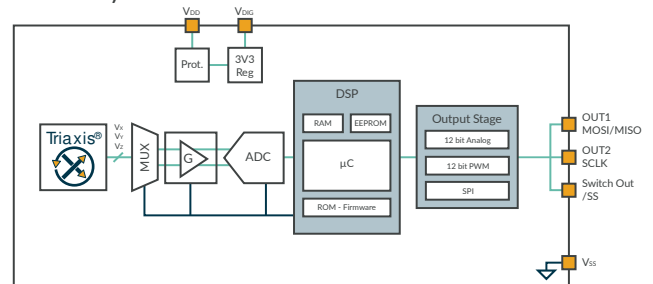 VDD
VDIG
Prot.
3V3
Reg
DSP
RAM
EEPROM
µC
ROM - Firmware
Triaxis®
VX
VY
VZ
MUX
G
ADC
Output Stage
12 bit Analog
12 bit PWM
SPI
OUT1
MOSI/MISO
OUT2
SCLK
Switch Out
/SS
VSS